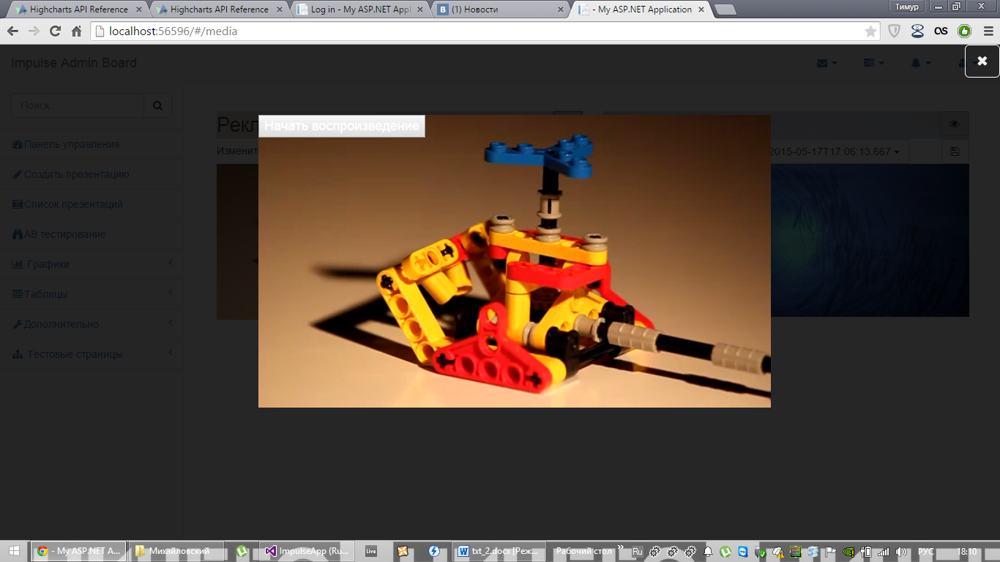 Highcharts API Reference
Highcharts API Reference
Log in - My ASP.NET Appl
(1) Новости
- My ASP.NET Application
Тимур
localhost:56596/#/media
Impulse Admin Board
Поиск...
Панель управления
Создать презентацию
Список презентаций
АВ тестирование
Графики
Таблицы
Дополнительно
Тестовые страницы
Рекл
Начать воспроизведение
Изменит
2015-05-17T17:06:13.667
- My ASP.NET A...
Михайловский
ImpulseApp (Ru...
live
txt_2.docx [Реж...
Рабочий стол
Ru
РУС
18:10